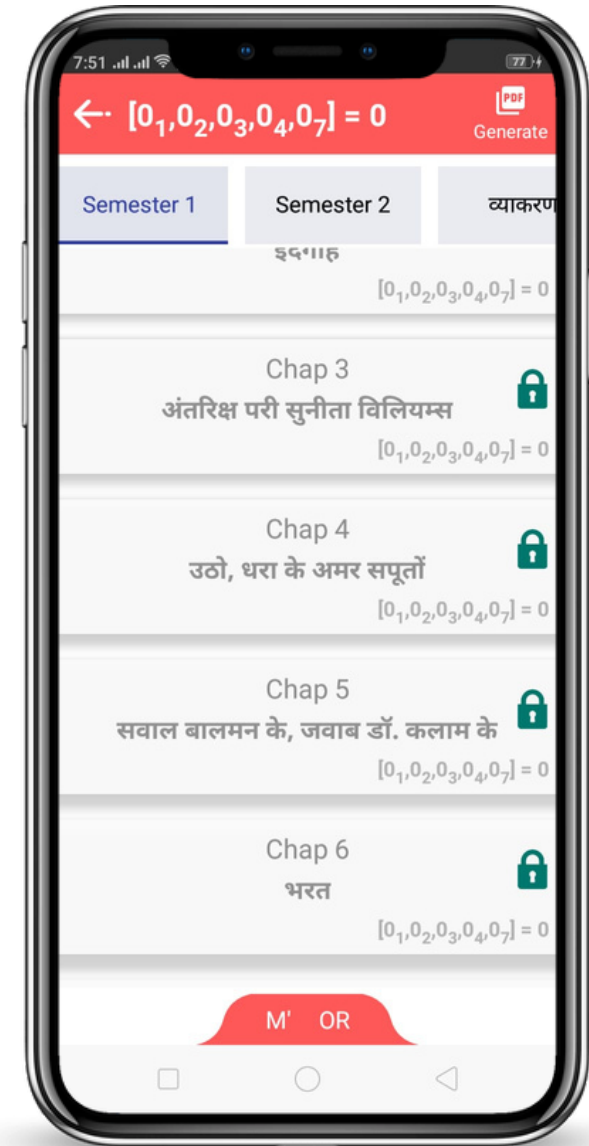 7:51
77
← [0₁,0₂,0₃,0₄,0₇] = 0
PDF
Generate
Semester 1
Semester 2
व्याकरण
ईदगाह
[0₁,0₂,0₃,0₄,0₇] = 0
Chap 3
अंतरिक्ष परी सुनीता विलियम्स
[0₁,0₂,0₃,0₄,0₇] = 0
Chap 4
उठो, धरा के अमर सपूतों
[0₁,0₂,0₃,0₄,0₇] = 0
Chap 5
सवाल बालमन के, जवाब डॉ. कलाम के
[0₁,0₂,0₃,0₄,0₇] = 0
Chap 6
भरत
[0₁,0₂,0₃,0₄,0₇] = 0
M' OR